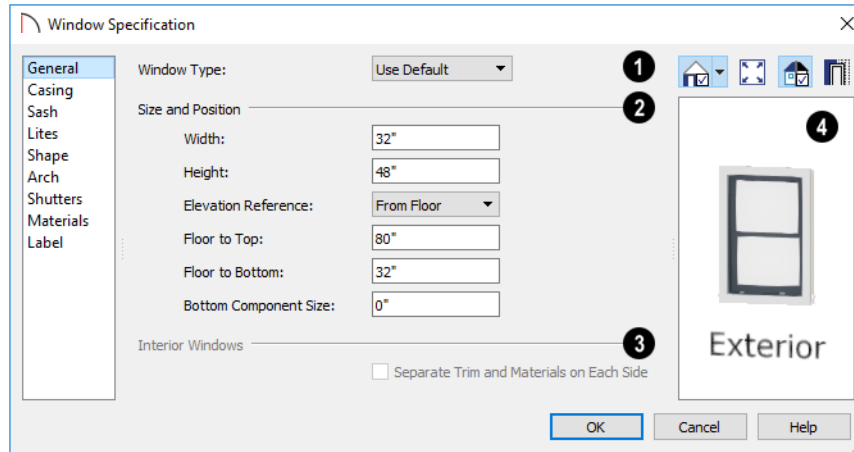 Window Specification
General
Casing
Sash
Lites
Shape
Arch
Shutters
Materials
Label
Window Type: Use Default 1
Size and Position 2
Width: 32"
Height: 48"
Elevation Reference: From Floor
Floor to Top: 80"
Floor to Bottom: 32"
Bottom Component Size: 0"
Interior Windows 3
Separate Trim and Materials on Each Side
4
Exterior
OK Cancel Help